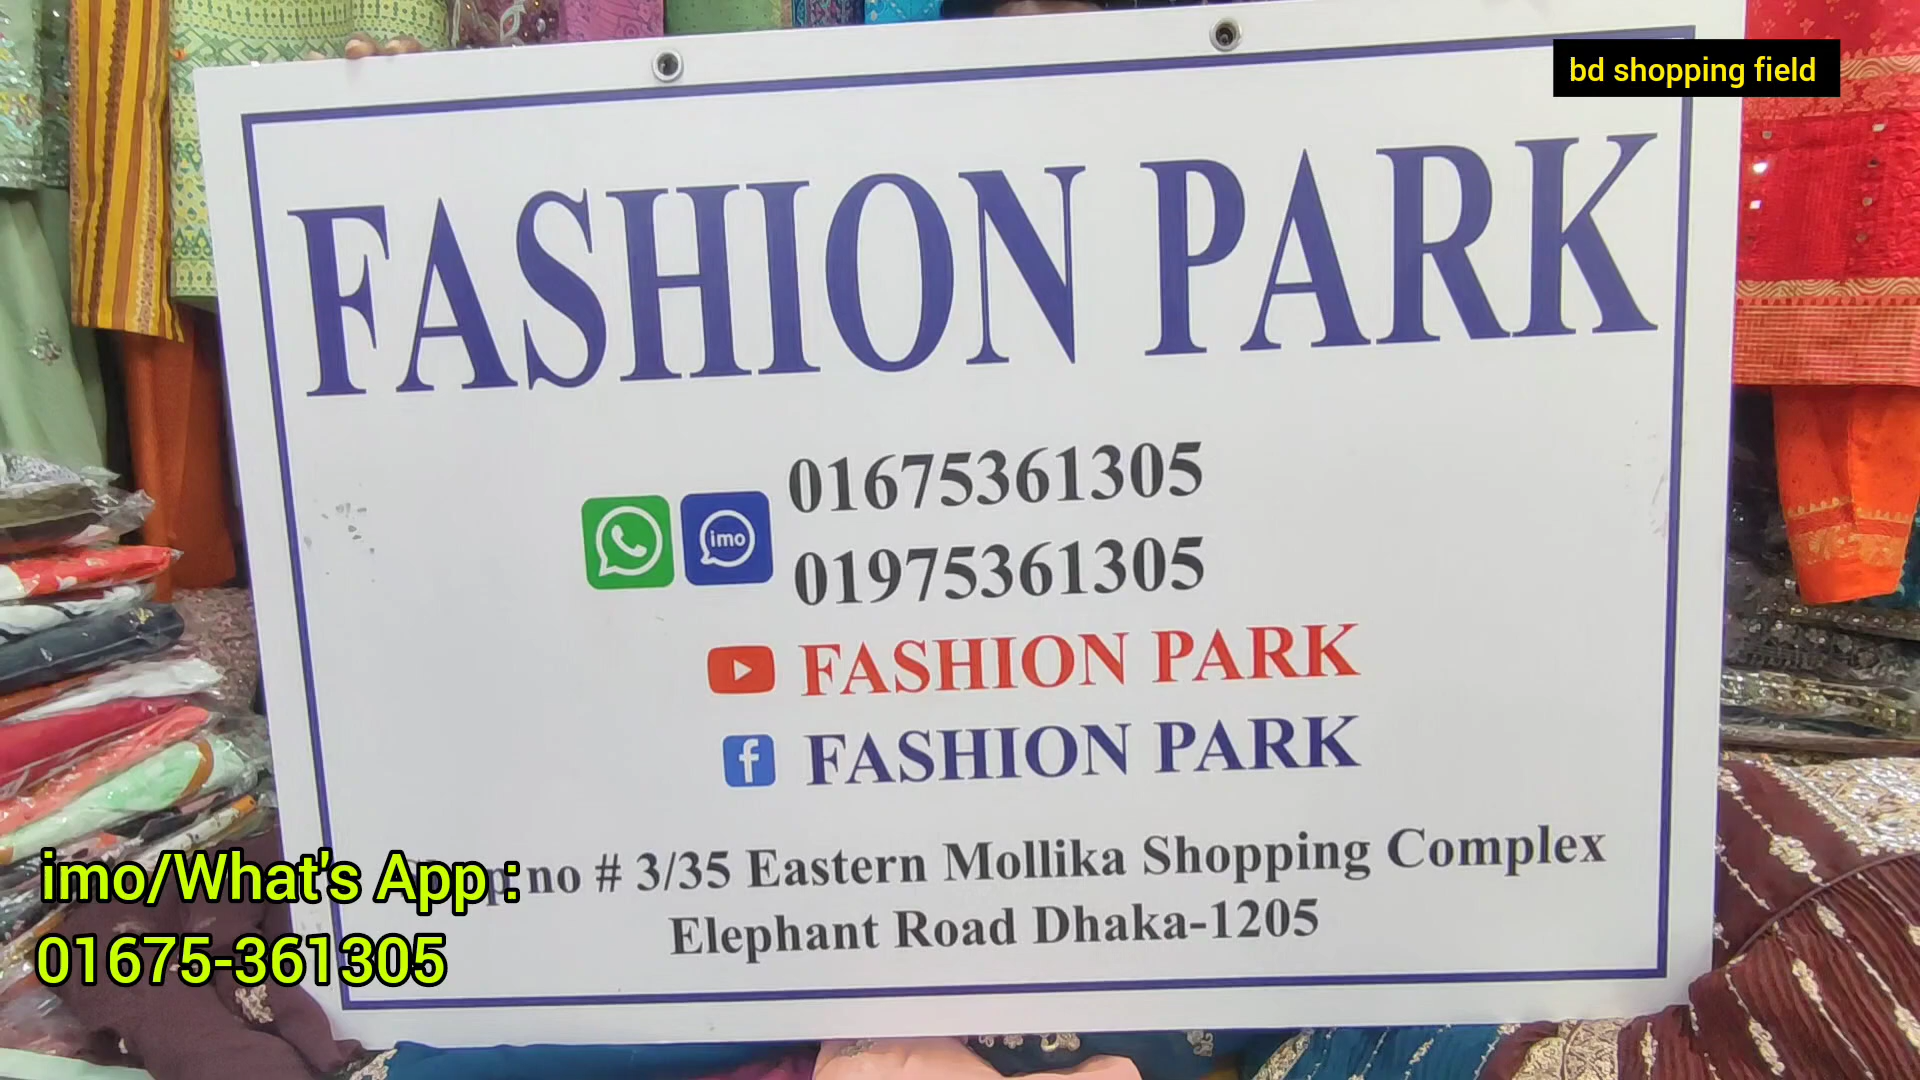 bd shopping field
FASHION PARK
01675361305
imo
01975361305
FASHION PARK
FASHION PARK
no # 3/35 Eastern Mollika Shopping Complex
Elephant Road Dhaka-1205
imo/What's App :
01675-361305